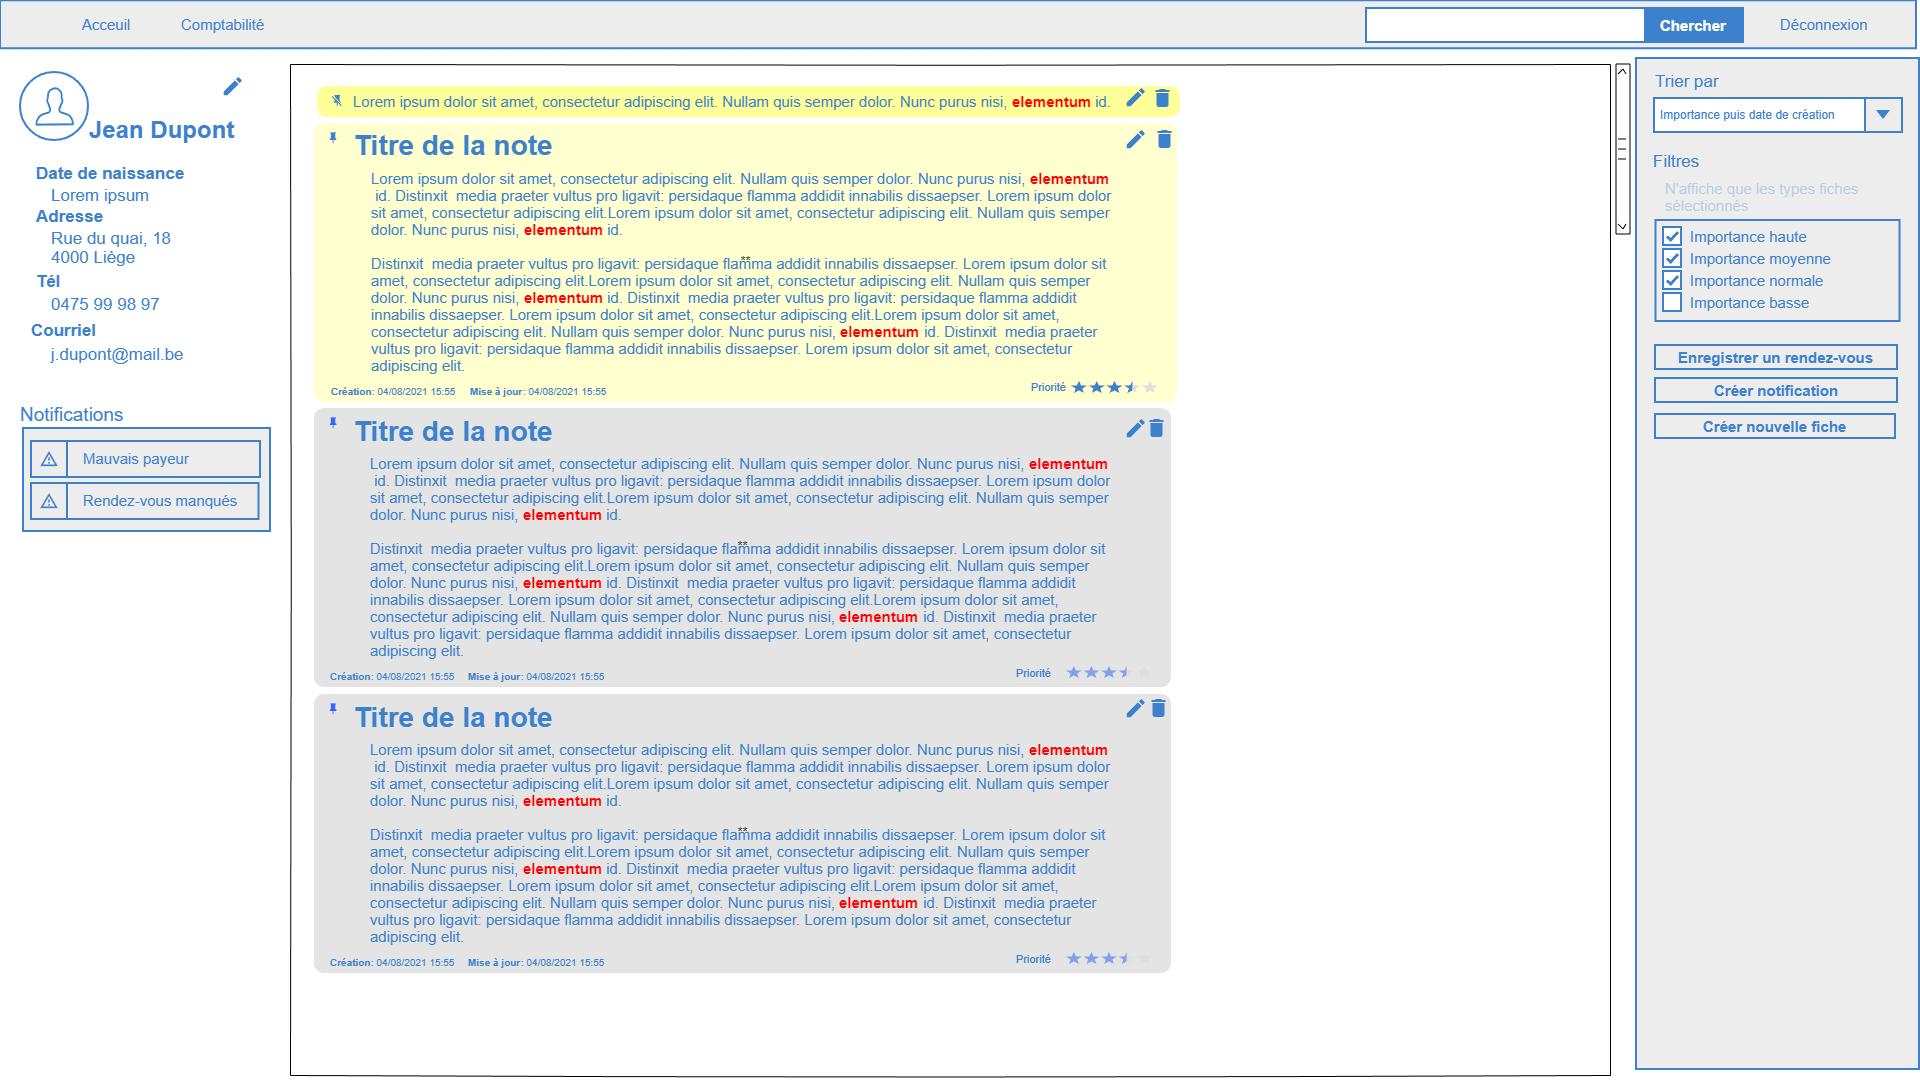 Acceuil
Comptabilité
Chercher
Déconnexion
Jean Dupont
Date de naissance
Lorem ipsum
Adresse
Rue du quai, 18
4000 Liège
Tél
0475 99 98 97
Courriel
j.dupont@mail.be
Notifications
Mauvais payeur
Rendez-vous manqués
Lorem ipsum dolor sit amet, consectetur adipiscing elit. Nullam quis semper dolor. Nunc purus nisi, elementum id.
Titre de la note
Lorem ipsum dolor sit amet, consectetur adipiscing elit. Nullam quis semper dolor. Nunc purus nisi, elementum
id. Distinxit  media praeter vultus pro ligavit: persidaque flamma addidit innabilis dissaepser. Lorem ipsum dolor
sit amet, consectetur adipiscing elit.Lorem ipsum dolor sit amet, consectetur adipiscing elit. Nullam quis semper
dolor. Nunc purus nisi, elementum id.
**
Distinxit  media praeter vultus pro ligavit: persidaque flamma addidit innabilis dissaepser. Lorem ipsum dolor sit
amet, consectetur adipiscing elit.Lorem ipsum dolor sit amet, consectetur adipiscing elit. Nullam quis semper
dolor. Nunc purus nisi, elementum id. Distinxit  media praeter vultus pro ligavit: persidaque flamma addidit
innabilis dissaepser. Lorem ipsum dolor sit amet, consectetur adipiscing elit.Lorem ipsum dolor sit amet,
consectetur adipiscing elit. Nullam quis semper dolor. Nunc purus nisi, elementum id. Distinxit  media praeter
vultus pro ligavit: persidaque flamma addidit innabilis dissaepser. Lorem ipsum dolor sit amet, consectetur
adipiscing elit.
Création: 04/08/2021 15:55 Mise à jour: 04/08/2021 15:55
Priorité
Titre de la note
Lorem ipsum dolor sit amet, consectetur adipiscing elit. Nullam quis semper dolor. Nunc purus nisi, elementum
id. Distinxit  media praeter vultus pro ligavit: persidaque flamma addidit innabilis dissaepser. Lorem ipsum dolor
sit amet, consectetur adipiscing elit.Lorem ipsum dolor sit amet, consectetur adipiscing elit. Nullam quis semper
dolor. Nunc purus nisi, elementum id.
**
Distinxit  media praeter vultus pro ligavit: persidaque flamma addidit innabilis dissaepser. Lorem ipsum dolor sit
amet, consectetur adipiscing elit.Lorem ipsum dolor sit amet, consectetur adipiscing elit. Nullam quis semper
dolor. Nunc purus nisi, elementum id. Distinxit  media praeter vultus pro ligavit: persidaque flamma addidit
innabilis dissaepser. Lorem ipsum dolor sit amet, consectetur adipiscing elit.Lorem ipsum dolor sit amet,
consectetur adipiscing elit. Nullam quis semper dolor. Nunc purus nisi, elementum id. Distinxit  media praeter
vultus pro ligavit: persidaque flamma addidit innabilis dissaepser. Lorem ipsum dolor sit amet, consectetur
adipiscing elit.
Création: 04/08/2021 15:55 Mise à jour: 04/08/2021 15:55
Priorité
Titre de la note
Lorem ipsum dolor sit amet, consectetur adipiscing elit. Nullam quis semper dolor. Nunc purus nisi, elementum
id. Distinxit  media praeter vultus pro ligavit: persidaque flamma addidit innabilis dissaepser. Lorem ipsum dolor
sit amet, consectetur adipiscing elit.Lorem ipsum dolor sit amet, consectetur adipiscing elit. Nullam quis semper
dolor. Nunc purus nisi, elementum id.
**
Distinxit  media praeter vultus pro ligavit: persidaque flamma addidit innabilis dissaepser. Lorem ipsum dolor sit
amet, consectetur adipiscing elit.Lorem ipsum dolor sit amet, consectetur adipiscing elit. Nullam quis semper
dolor. Nunc purus nisi, elementum id. Distinxit  media praeter vultus pro ligavit: persidaque flamma addidit
innabilis dissaepser. Lorem ipsum dolor sit amet, consectetur adipiscing elit.Lorem ipsum dolor sit amet,
consectetur adipiscing elit. Nullam quis semper dolor. Nunc purus nisi, elementum id. Distinxit  media praeter
vultus pro ligavit: persidaque flamma addidit innabilis dissaepser. Lorem ipsum dolor sit amet, consectetur
adipiscing elit.
Création: 04/08/2021 15:55 Mise à jour: 04/08/2021 15:55
Priorité
Trier par
Importance puis date de création
Filtres
N'affiche que les types fiches
sélectionnés
Importance haute
Importance moyenne
Importance normale
Importance basse
Enregistrer un rendez-vous
Créer notification
Créer nouvelle fiche